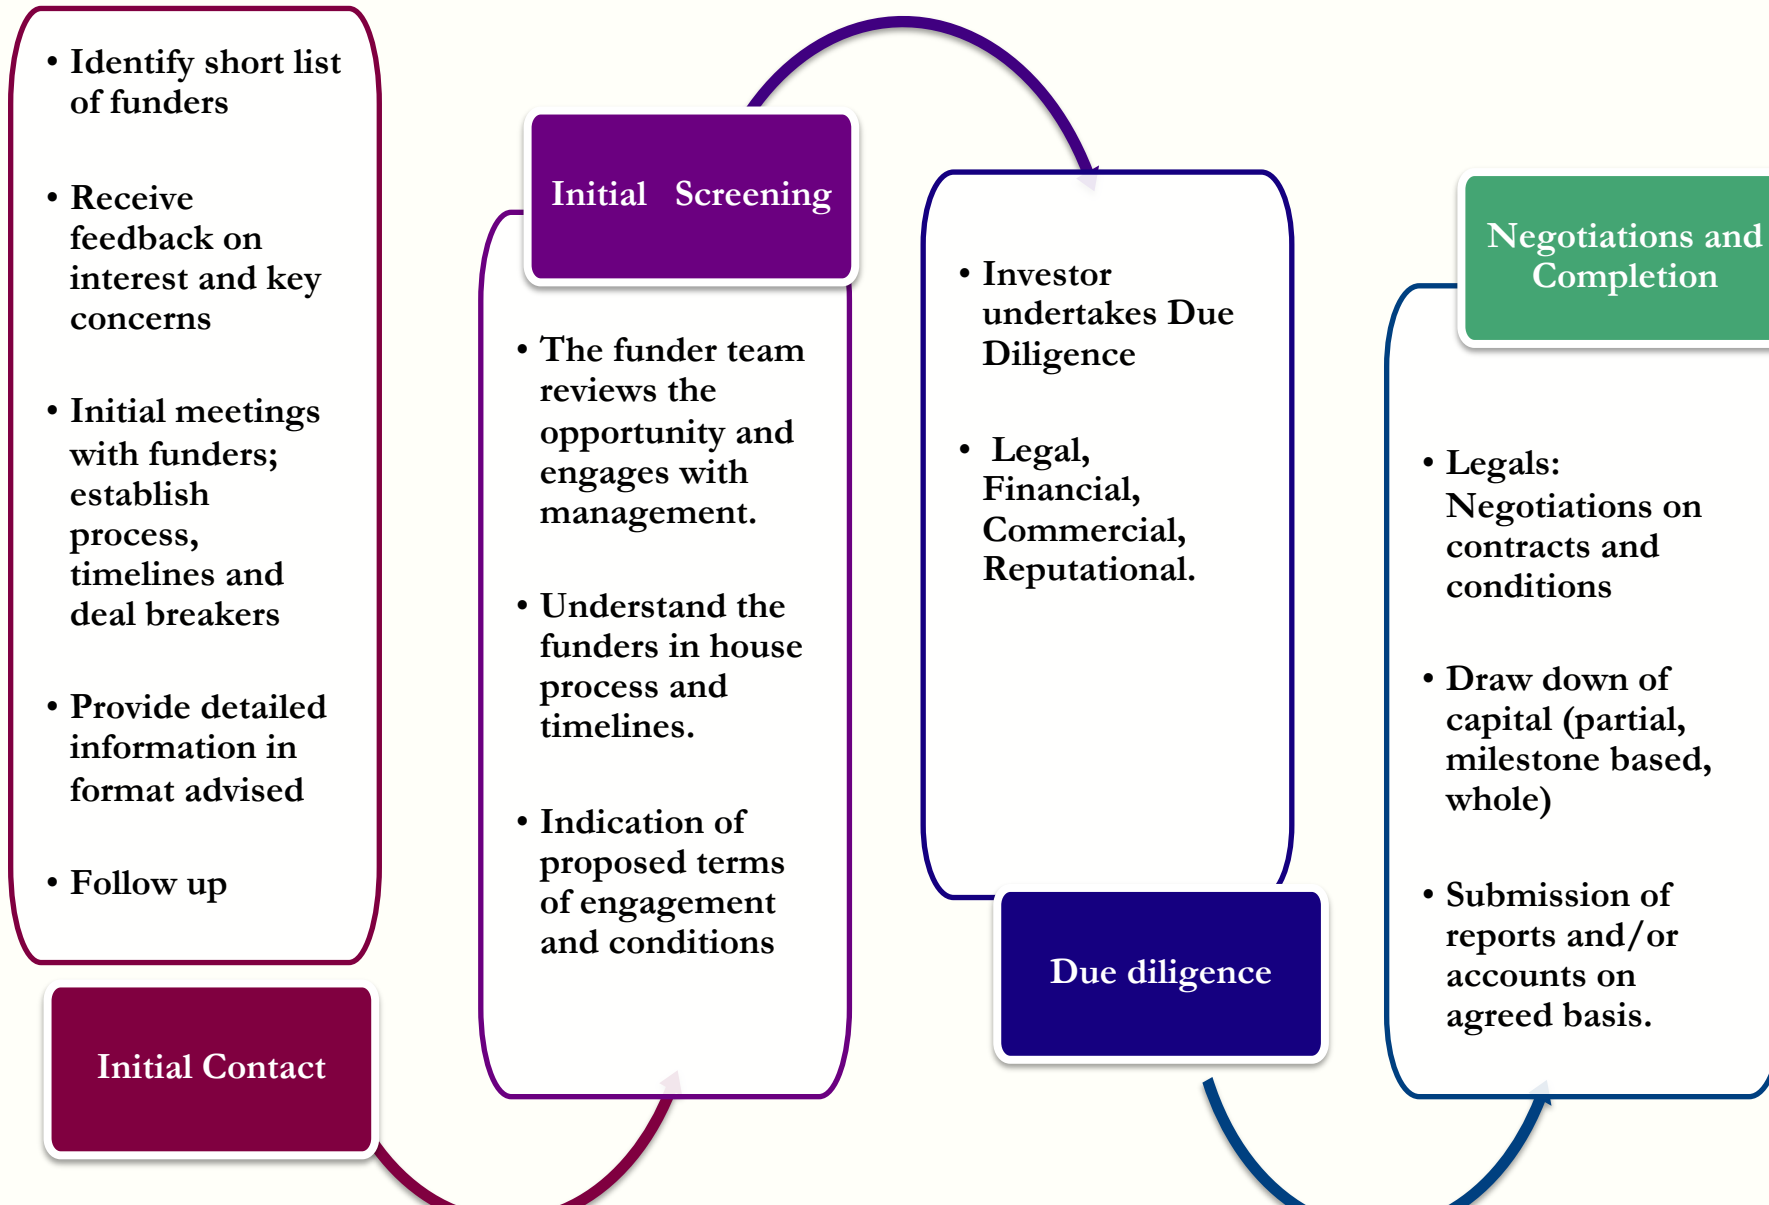 • Identify short list
of funders
• Receive
feedback on
interest and key
concerns
• Initial meetings
with funders;
establish
process,
timelines and
deal breakers
• Provide detailed
information in
format advised
• Follow up
Initial Contact
Initial Screening
• The funder team
reviews the
opportunity and
engages with
management.
• Understand the
funders in house
process and
timelines.
• Indication of
proposed terms
of engagement
and conditions
• Investor
undertakes Due
Diligence
• Legal,
Financial,
Commercial,
Reputational.
Due diligence
Negotiations and
Completion
• Legals:
Negotiations on
contracts and
conditions
• Draw down of
capital (partial,
milestone based,
whole)
• Submission of
reports and/or
accounts on
agreed basis.